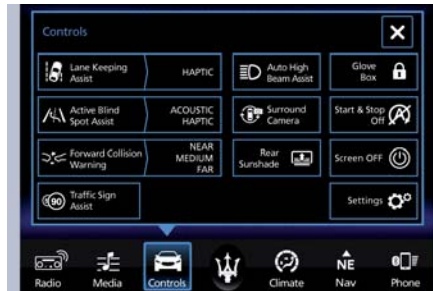 Controls
Lane Keeping
Assist
HAPTIC
Auto High
Beam Assist
Glove
Box
Active Blind
Spot Assist
ACOUSTIC
HAPTIC
Surround
Camera
Start & Stop
Off
Forward Collision
Warning
NEAR
MEDIUM
FAR
Rear
Sunshade
Screen OFF
90
Traffic Sign
Assist
Settings
Radio
Media
Controls
Climate
NE
Nav
Phone